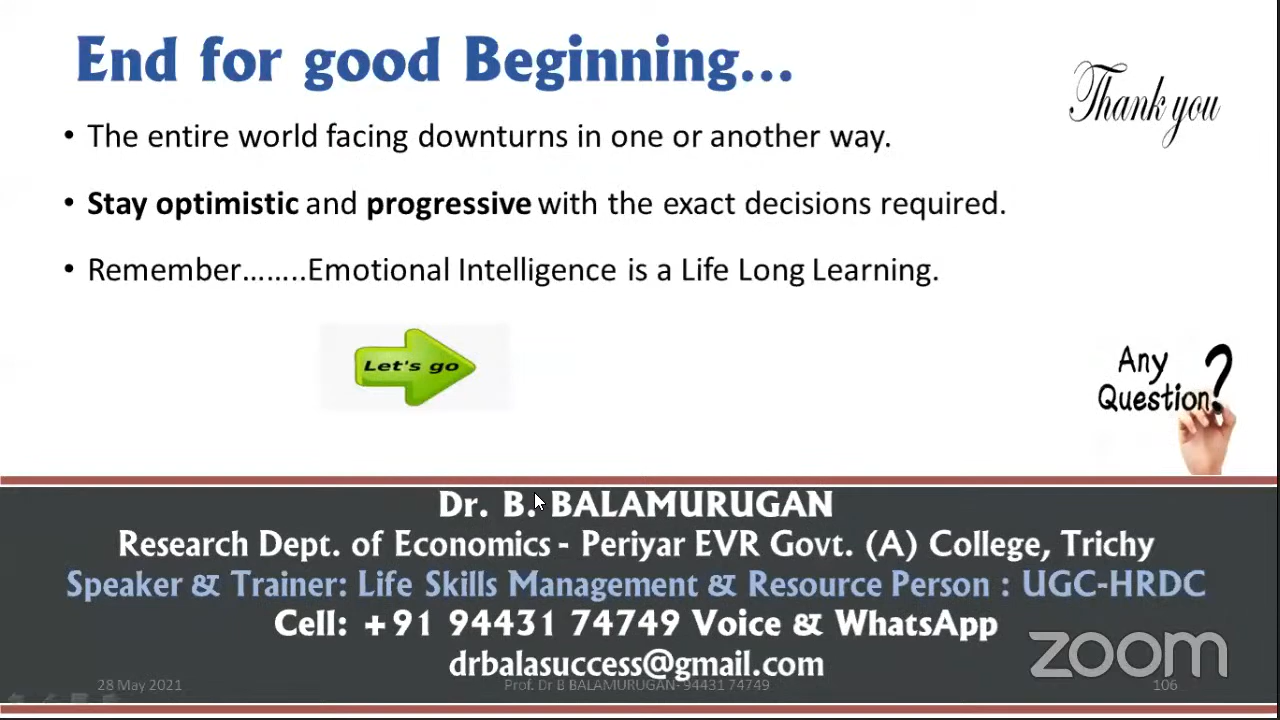 End for good Beginning...
Thank you
• The entire world facing downturns in one or another way.
• Stay optimistic and progressive with the exact decisions required.
• Remember........Emotional Intelligence is a Life Long Learning.
Let's go
Any
Question?
Dr. B. BALAMURUGAN
Research Dept. of Economics - Periyar EVR Govt. (A) College, Trichy
Speaker & Trainer: Life Skills Management & Resource Person : UGC-HRDC
Cell: +91 94431 74749 Voice & WhatsApp
zoom
drbalasuccess@gmail.com
28 May 2021
Prof. Dr B BALAMURUGAN- 94431 74749
106